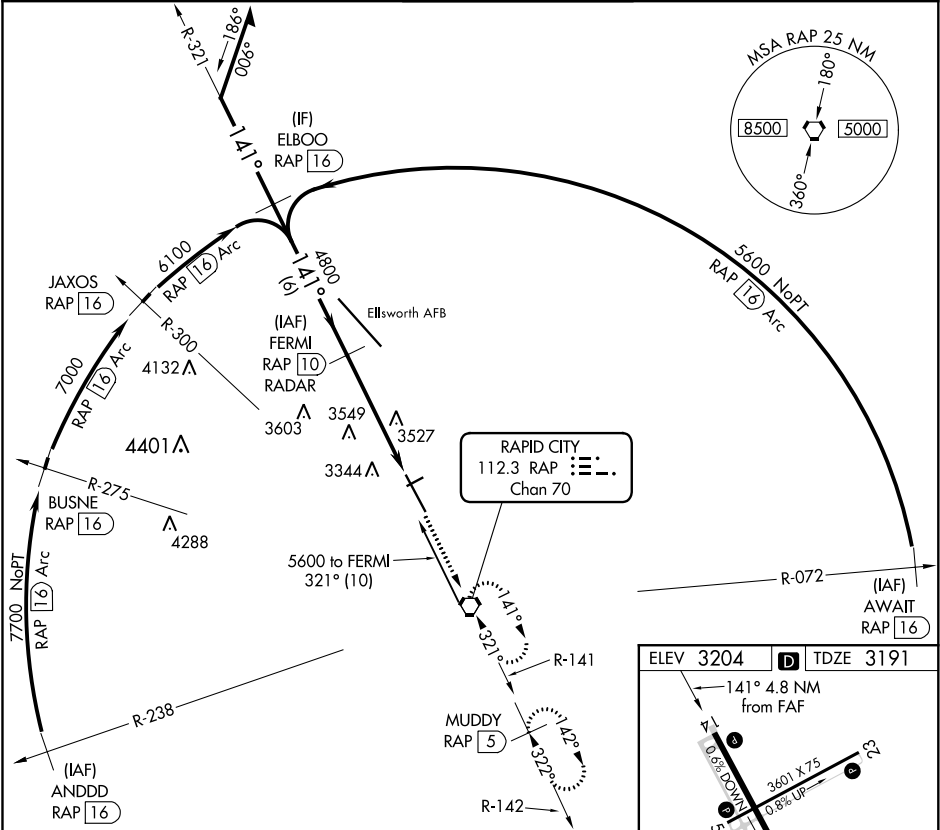 R-321
186°
006°
MSA RAP 25 NM
180°
8500
5000
360°
141°
(IF)
ELBOO
RAP 16
6100
RAP 16 Arc
4800
141°
(6)
5600 NoPT
RAP 16 Arc
JAXOS
RAP 16
R-300
Ellsworth AFB
(IAF)
FERMI
RAP 10
RADAR
7000
RAP 16 Arc
4132
3603
3549
3527
4401
3344
RAPID CITY
112.3 RAP
Chan 70
R-275
BUSNE
RAP 16
4288
5600 to FERMI
321° (10)
7700 NoPT
RAP 16 Arc
R-072
(IAF)
AWAIT
RAP 16
141°
321°
R-141
R-238
MUDDY
RAP 5
142°
322°
R-142
(IAF)
ANDDD
RAP 16
ELEV 3204
D
TDZE 3191
141° 4.8 NM
from FAF
14
P
0.6% DOWN
3601 X 75
0.8% UP
23
P
P